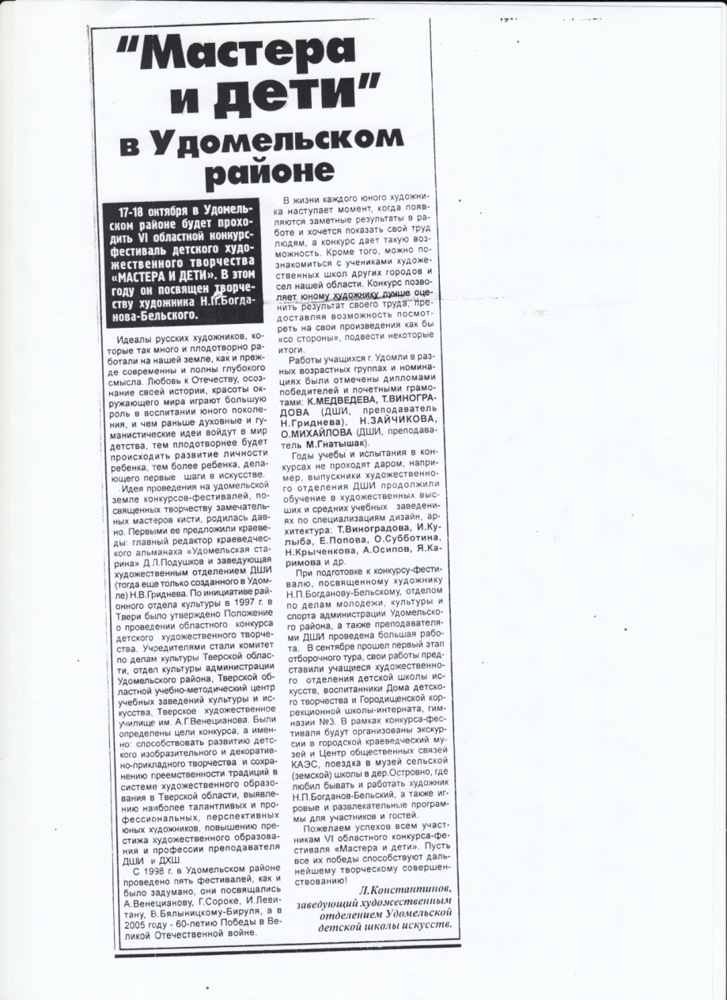 "Мастера
и дети"
в Удомельском
районе
17-18 октября в Удомель-
ском районе будет прохо-
дить VI областной конкурс-
фестиваль детского худо-
жественного творчества
«МАСТЕРА И ДЕТИ». В этом
году он посвящен творче-
ству художника Н.П.Богда-
нова-Бельского.
Идеалы русских художников, ко-
торые так много и плодотворно ра-
ботали на нашей земле, как и преж-
де современны и полны глубокого
смысла. Любовь к Отечеству, осоз-
нание своей истории, красоты ок-
ружающего мира играют большую
роль в воспитании юного поколе-
ния, и чем раньше духовные и гу-
манистические идеи войдут в мир
детства, тем плодотворнее будет
происходить развитие личности
ребенка, тем более ребенка, дела-
ющего первые шаги в искусстве.
Идея проведения на удомельской
земле конкурсов-фестивалей, по-
священных творчеству замечатель-
ных мастеров кисти, родилась дав-
но. Первыми ее предложили краеве-
ды: главный редактор краеведчес-
кого альманаха «Удомельская ста-
рина» Д.Л.Подушков и заведующая
художественным отделением ДШИ
(тогда еще только созданного в Удом-
ле) Н.В.Гриднева. По инициативе рай-
онного отдела культуры в 1997 г. в
Твери было утверждено Положение
о проведении областного конкурса
детского художественного творче-
ства. Учредителями стали комитет
по делам культуры Тверской облас-
ти, отдел культуры администрации
Удомельского района, Тверской об-
ластной учебно-методический центр
учебных заведений культуры и ис-
кусства, Тверское художественное
училище им. А.Г.Венецианова. Были
определены цели конкурса, а имен-
но: способствовать развитию детс-
кого изобразительного и декоратив-
но-прикладного творчества и сохра-
нению преемственности традиций в
системе художественного образо-
вания в Тверской области, выявле-
нию наиболее талантливых и про-
фессиональных, перспективных
юных художников, повышению пре-
стижа художественного образова-
ния и профессии преподавателя
ДШИ и ДХШ.
С 1998 г. в Удомельском районе
проведено пять фестивалей, как и
было задумано, они посвящались
А.Венецианову, Г.Сороке, И.Леви-
тану, В.Бялыницкому-Бируля, а в
2005 году - 60-летию Победы в Ве-
ликой Отечественной войне.
В жизни каждого юного художни-
ка наступает момент, когда появ-
ляются заметные результаты в ра-
боте и хочется показать свой труд
людям, а конкурс дает такую воз-
можность. Кроме того, можно по-
знакомиться с учениками художе-
ственных школ других городов и
сел нашей области. Конкурс позво-
ляет юному художнику лучше оце-
нить результат своего труда, пре-
доставляя возможность посмот-
реть на свои произведения как бы
«со стороны», подвести некоторые
итоги.
Работы учащихся г. Удомли в раз-
ных возрастных группах и номина-
циях были отмечены дипломами
победителей и почетными грамо-
тами: К.МЕДВЕДЕВА, Т.ВИНОГРА-
ДОВА (ДШИ, преподаватель
Н.Гриднева), Н.ЗАЙЧИКОВА,
О.МИХАЙЛОВА (ДШИ, преподава-
тель М.Гнатышак).
Годы учебы и испытания в кон-
курсах не проходят даром, напри-
мер, выпускники художественно-
го отделения ДШИ продолжили
обучение в художественных выс-
ших и средних учебных заведени-
ях по специализациям дизайн, ар-
хитектура: Т.Виноградова, И.Ку-
лыба, Е.Попова, О.Субботина,
Н.Крыченкова, А.Осипов, Я.Ка-
римова и др.
При подготовке к конкурсу-фести-
валю, посвященному художнику
Н.П.Богданову-Бельскому, отделом
по делам молодежи, культуры и
спорта администрации Удомельско-
го района, а также преподавателя-
ми ДШИ проведена большая рабо-
та. В сентябре прошел первый этап
отборочного тура, свои работы пред-
ставили учащиеся художественно-
го отделения детской школы ис-
кусств, воспитанники Дома детско-
го творчества и Городищенской кор-
рекционной школы-интерната, гим-
назии №3. В рамках конкурса-фес-
тиваля будут организованы экскур-
сии в городской краеведческий му-
зей и Центр общественных связей
КАЭС, поездка в музей сельской
(земской) школы в дер.Островно, где
любил бывать и работать художник
Н.П.Богданов-Бельский, а также иг-
ровые и развлекательные програм-
мы для участников и гостей.
Пожелаем успехов всем участ-
никам VI областного конкурса-фе-
стиваля «Мастера и дети». Пусть
все их победы способствуют даль-
нейшему творческому совершен-
ствованию!
Л.Константинов,
заведующий художественным
отделением Удомельской
детской школы искусств.